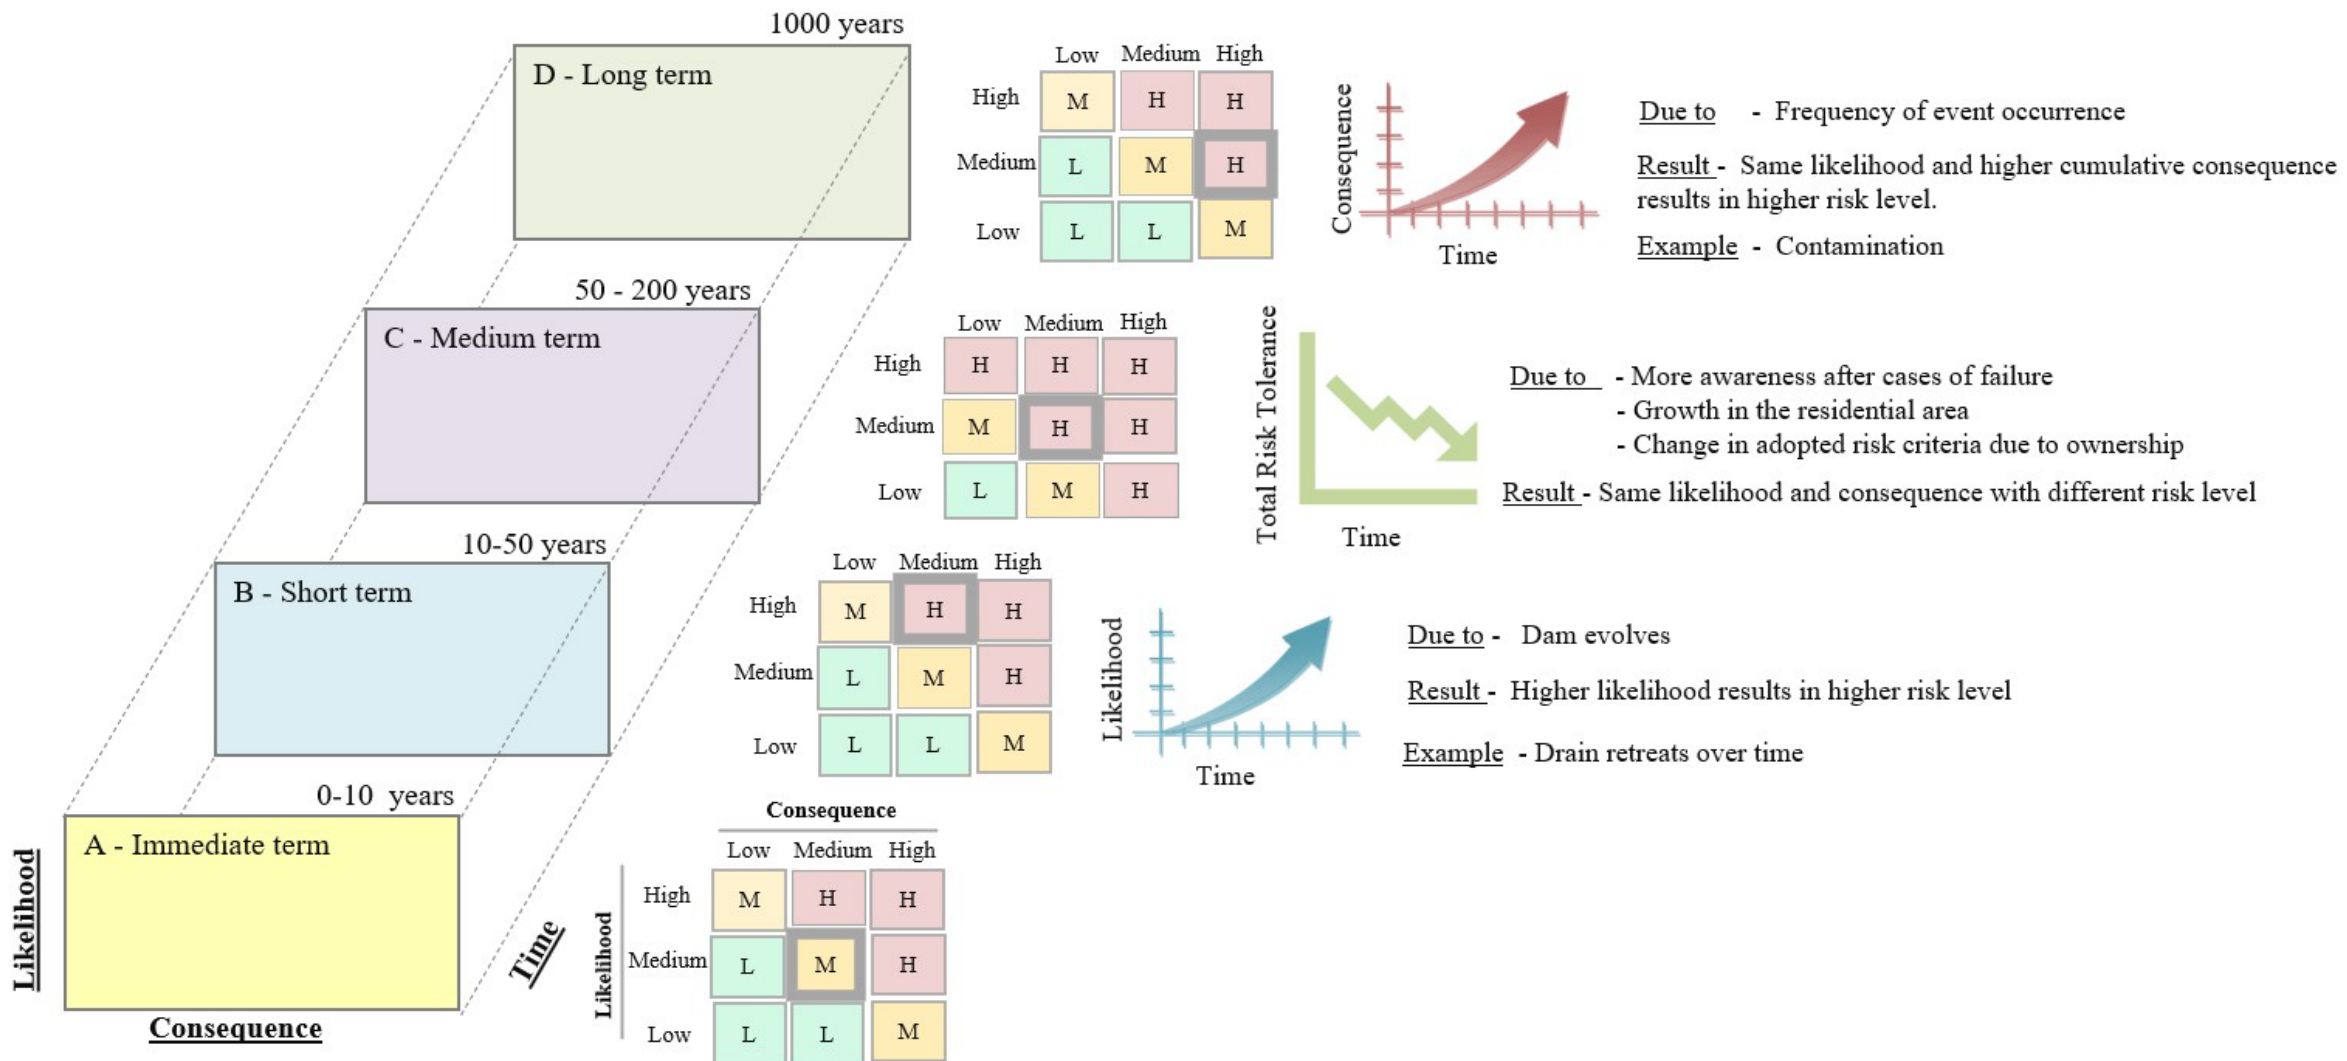 1000 years
D - Long term
Low Medium High
High M H H
Medium L M H
Low L L M
Consequence
Time
Due to - Frequency of event occurrence
Result - Same likelihood and higher cumulative consequence
results in higher risk level.
Example - Contamination
50 - 200 years
C - Medium term
Low Medium High
High H H H
Medium M H H
Low L M H
Total Risk Tolerance
Time
Due to - More awareness after cases of failure
- Growth in the residential area
- Change in adopted risk criteria due to ownership
Result - Same likelihood and consequence with different risk level
10-50 years
B - Short term
Low Medium High
High M H H
Medium L M H
Low L L M
Likelihood
Time
Due to - Dam evolves
Result - Higher likelihood results in higher risk level
Example - Drain retreats over time
0-10 years
A - Immediate term
Likelihood
Consequence
Time
Consequence
Low Medium High
Likelihood
High M H H
Medium L M H
Low L L M